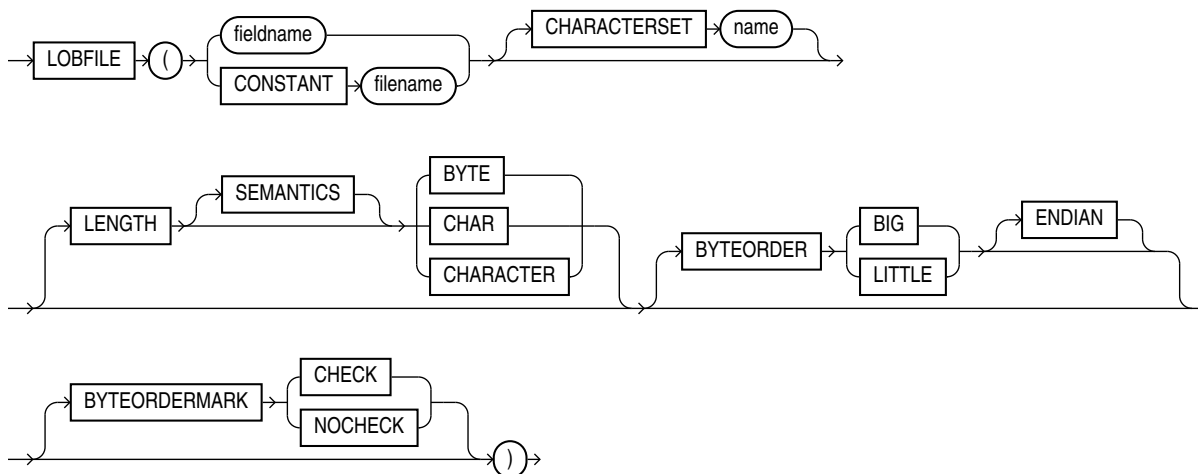 LOBFILE ( fieldname CHARACTERSET name
CONSTANT filename
SEMANTICS BYTE
LENGTH CHAR BYTEORDER BIG ENDIAN
CHARACTER LITTLE
BYTEORDERMARK CHECK
NOCHECK )